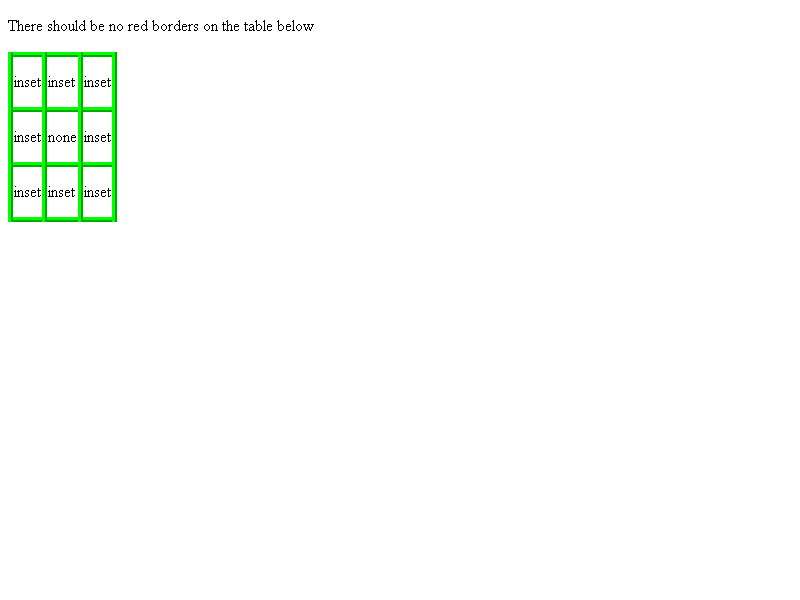 There should be no red borders on the table below
inset inset inset
inset none inset
inset inset inset